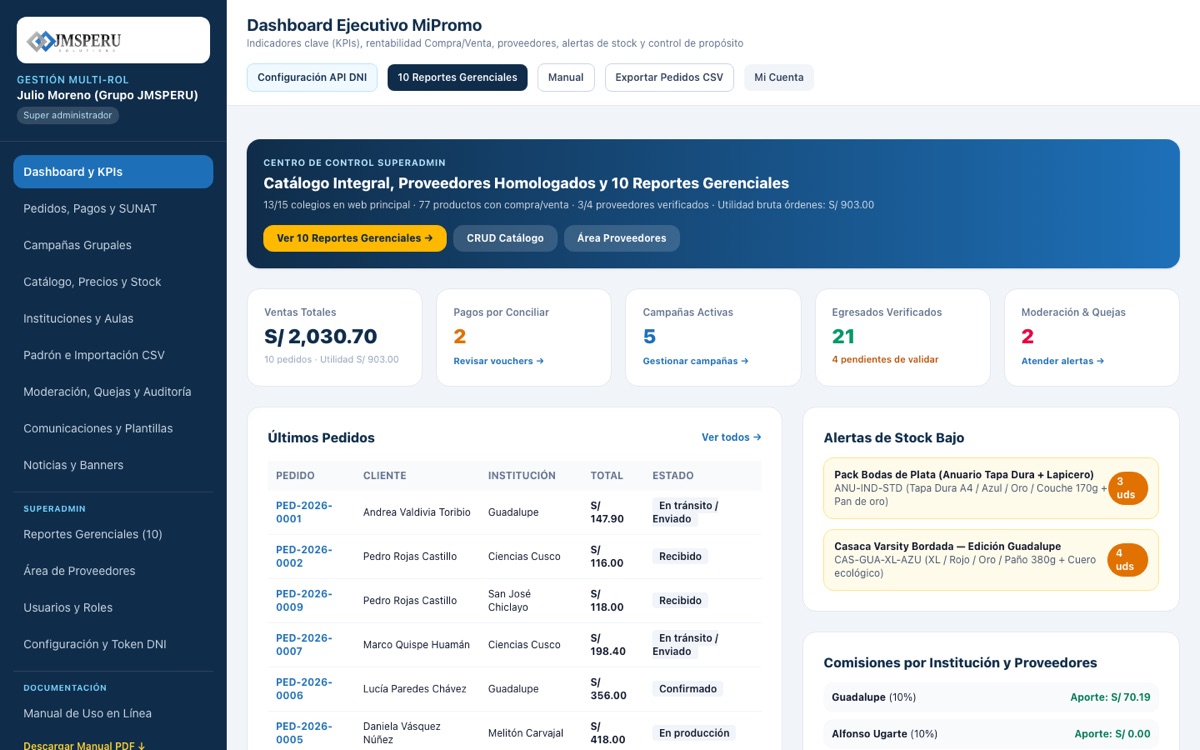 JMSPERU
SOLUTIONS
GESTIÓN MULTI-ROL
Julio Moreno (Grupo JMSPERU)
Super administrador
Dashboard y KPIs
Pedidos, Pagos y SUNAT
Campañas Grupales
Catálogo, Precios y Stock
Instituciones y Aulas
Padrón e Importación CSV
Moderación, Quejas y Auditoría
Comunicaciones y Plantillas
Noticias y Banners
SUPERADMIN
Reportes Gerenciales (10)
Área de Proveedores
Usuarios y Roles
Configuración y Token DNI
DOCUMENTACIÓN
Manual de Uso en Línea
Descargar Manual PDF ↓
Dashboard Ejecutivo MiPromo
Indicadores clave (KPIs), rentabilidad Compra/Venta, proveedores, alertas de stock y control de propósito
Configuración API DNI
10 Reportes Gerenciales
Manual
Exportar Pedidos CSV
Mi Cuenta
CENTRO DE CONTROL SUPERADMIN
Catálogo Integral, Proveedores Homologados y 10 Reportes Gerenciales
13/15 colegios en web principal · 77 productos con compra/venta · 3/4 proveedores verificados · Utilidad bruta órdenes: S/ 903.00
Ver 10 Reportes Gerenciales →
CRUD Catálogo
Área Proveedores
Ventas Totales
S/ 2,030.70
10 pedidos · Utilidad S/ 903.00
Pagos por Conciliar
2
Revisar vouchers →
Campañas Activas
5
Gestionar campañas →
Egresados Verificados
21
4 pendientes de validar
Moderación & Quejas
2
Atender alertas →
Últimos Pedidos
Ver todos →
PEDIDO CLIENTE INSTITUCIÓN TOTAL ESTADO
PED-2026-0001 Andrea Valdivia Toribio Guadalupe S/ 147.90 En tránsito / Enviado
PED-2026-0002 Pedro Rojas Castillo Ciencias Cusco S/ 116.00 Recibido
PED-2026-0009 Pedro Rojas Castillo San José Chiclayo S/ 118.00 Recibido
PED-2026-0007 Marco Quispe Huamán Ciencias Cusco S/ 198.40 En tránsito / Enviado
PED-2026-0006 Lucía Paredes Chávez Guadalupe S/ 356.00 Confirmado
PED-2026-0005 Daniela Vásquez Núñez Melitón Carvajal S/ 418.00 En producción
Alertas de Stock Bajo
Pack Bodas de Plata (Anuario Tapa Dura + Lapicero)
ANU-IND-STD (Tapa Dura A4 / Azul / Oro / Couche 170g +
Pan de oro)
3 uds
Casaca Varsity Bordada — Edición Guadalupe
CAS-GUA-XL-AZU (XL / Rojo / Oro / Paño 380g + Cuero
ecológico)
4 uds
Comisiones por Institución y Proveedores
Guadalupe (10%) Aporte: S/ 70.19
Alfonso Ugarte (10%) Aporte: S/ 0.00